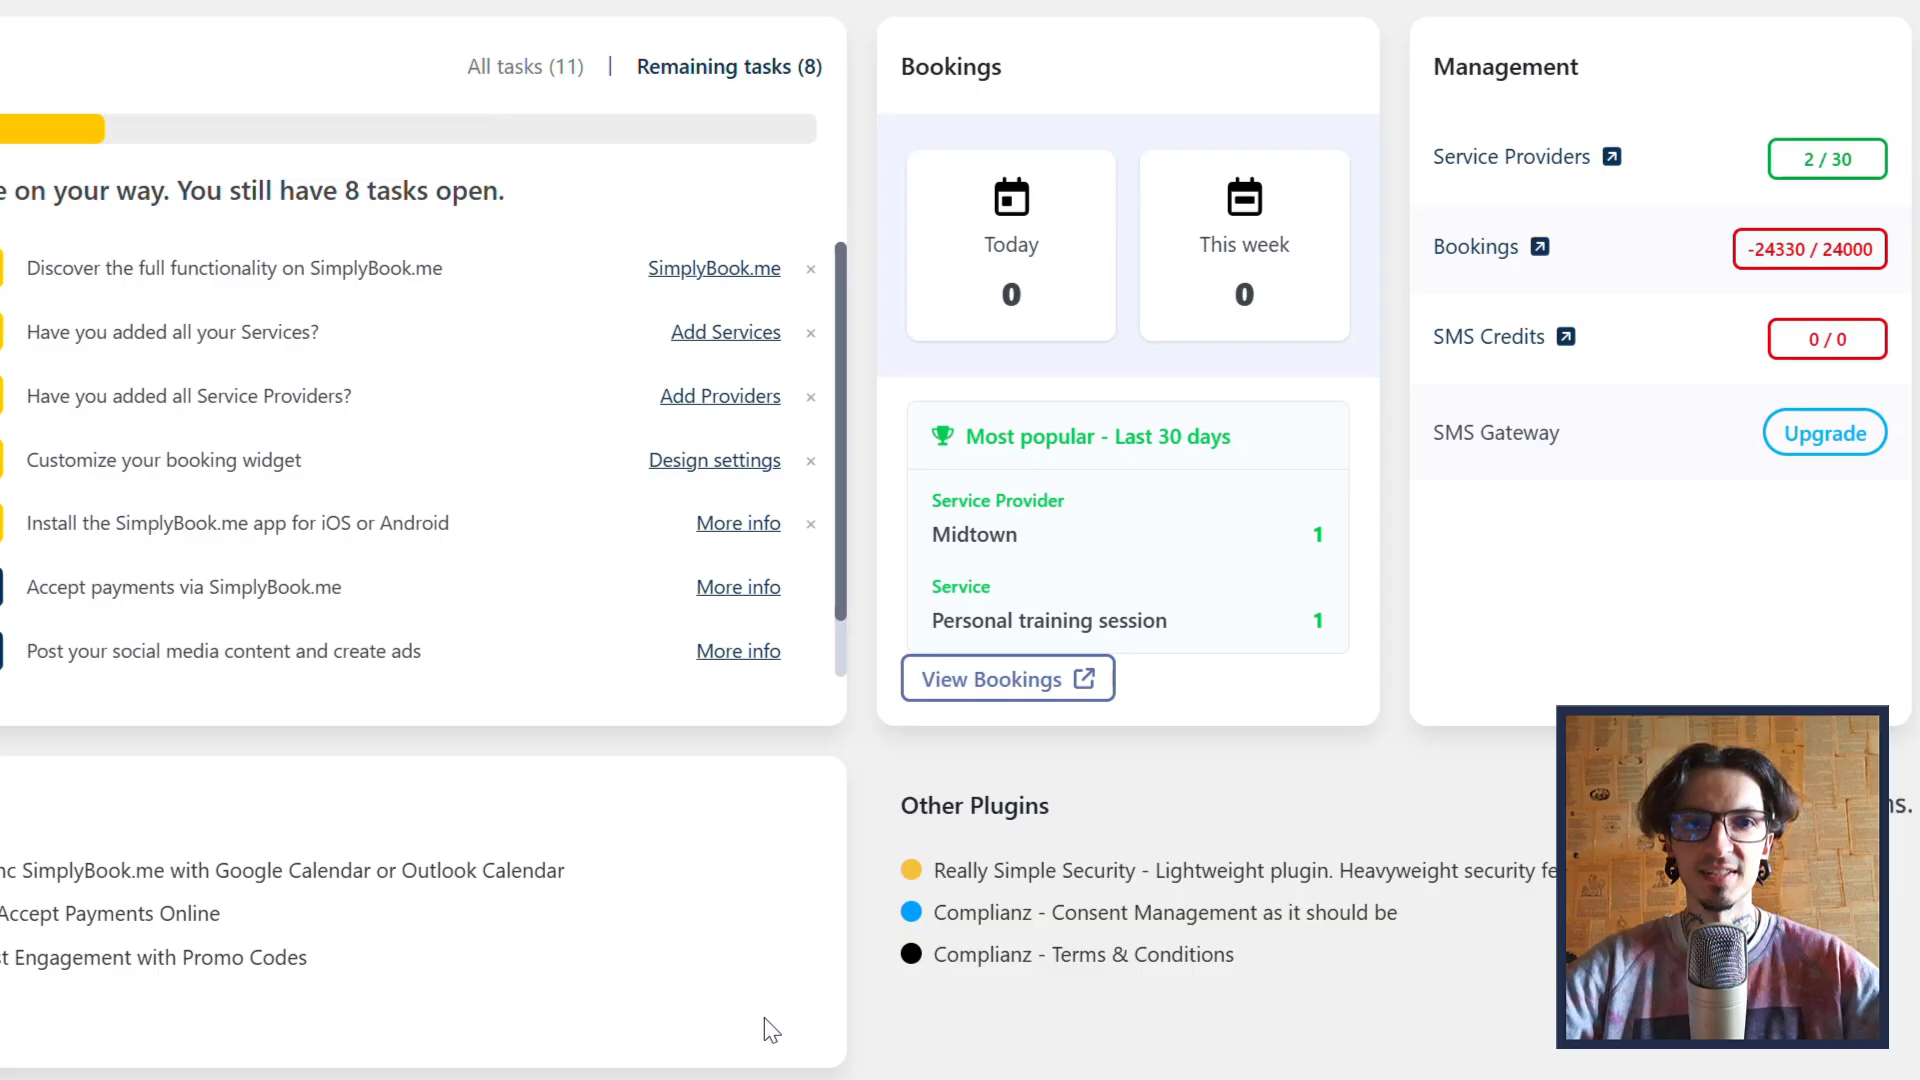 All tasks (11) | Remaining tasks (8)
e on your way. You still have 8 tasks open.
Discover the full functionality on SimplyBook.me SimplyBook.me ×
Have you added all your Services? Add Services ×
Have you added all Service Providers? Add Providers ×
Customize your booking widget Design settings ×
Install the SimplyBook.me app for iOS or Android More info ×
Accept payments via SimplyBook.me More info
Post your social media content and create ads More info
nc SimplyBook.me with Google Calendar or Outlook Calendar
Accept Payments Online
st Engagement with Promo Codes
Bookings
Today
0
This week
0
Most popular - Last 30 days
Service Provider
Midtown 1
Service
Personal training session 1
View Bookings
Management
Service Providers 2 / 30
Bookings -24330 / 24000
SMS Credits 0 / 0
SMS Gateway Upgrade
Other Plugins
Really Simple Security - Lightweight plugin. Heavyweight security fe
Complianz - Consent Management as it should be
Complianz - Terms & Conditions